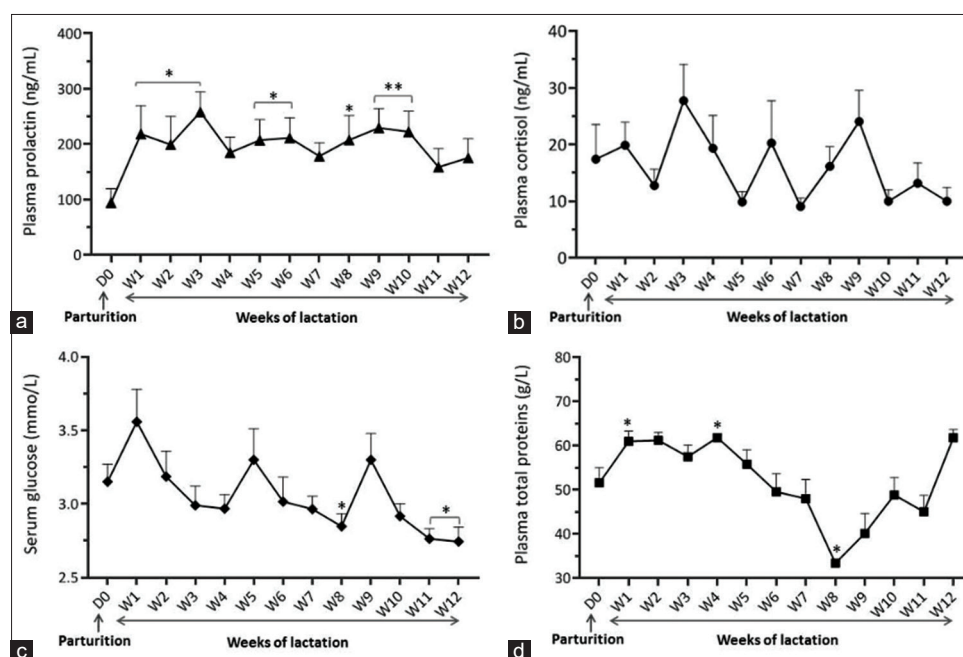 Plasma prolactin (ng/mL)
400
300
200
100
0
*
*
*
**
D0
W1
W2
W3
W4
W5
W6
W7
W8
W9
W10
W11
W12
Parturition
Weeks of lactation
a
Plasma cortisol (ng/mL)
40
30
20
10
0
D0
W1
W2
W3
W4
W5
W6
W7
W8
W9
W10
W11
W12
Parturition
Weeks of lactation
b
Serum glucose (mmo/L)
4.0
3.5
3.0
2.5
*
*
D0
W1
W2
W3
W4
W5
W6
W7
W8
W9
W10
W11
W12
Parturition
Weeks of lactation
c
Plasma total proteins (g/L)
80
70
60
50
40
30
*
*
*
D0
W1
W2
W3
W4
W5
W6
W7
W8
W9
W10
W11
W12
Parturition
Weeks of lactation
d